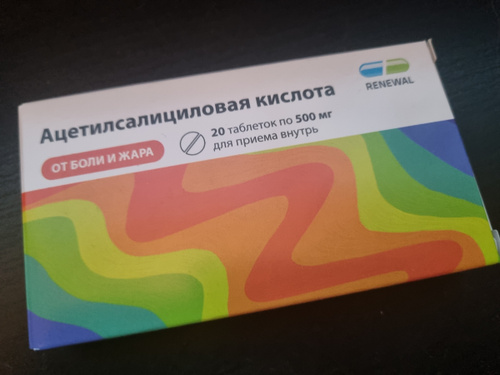 RENEWAL
Ацетилсалициловая кислота
ОТ БОЛИ И ЖАРА
20 таблеток по 500 мг
для приема внутрь